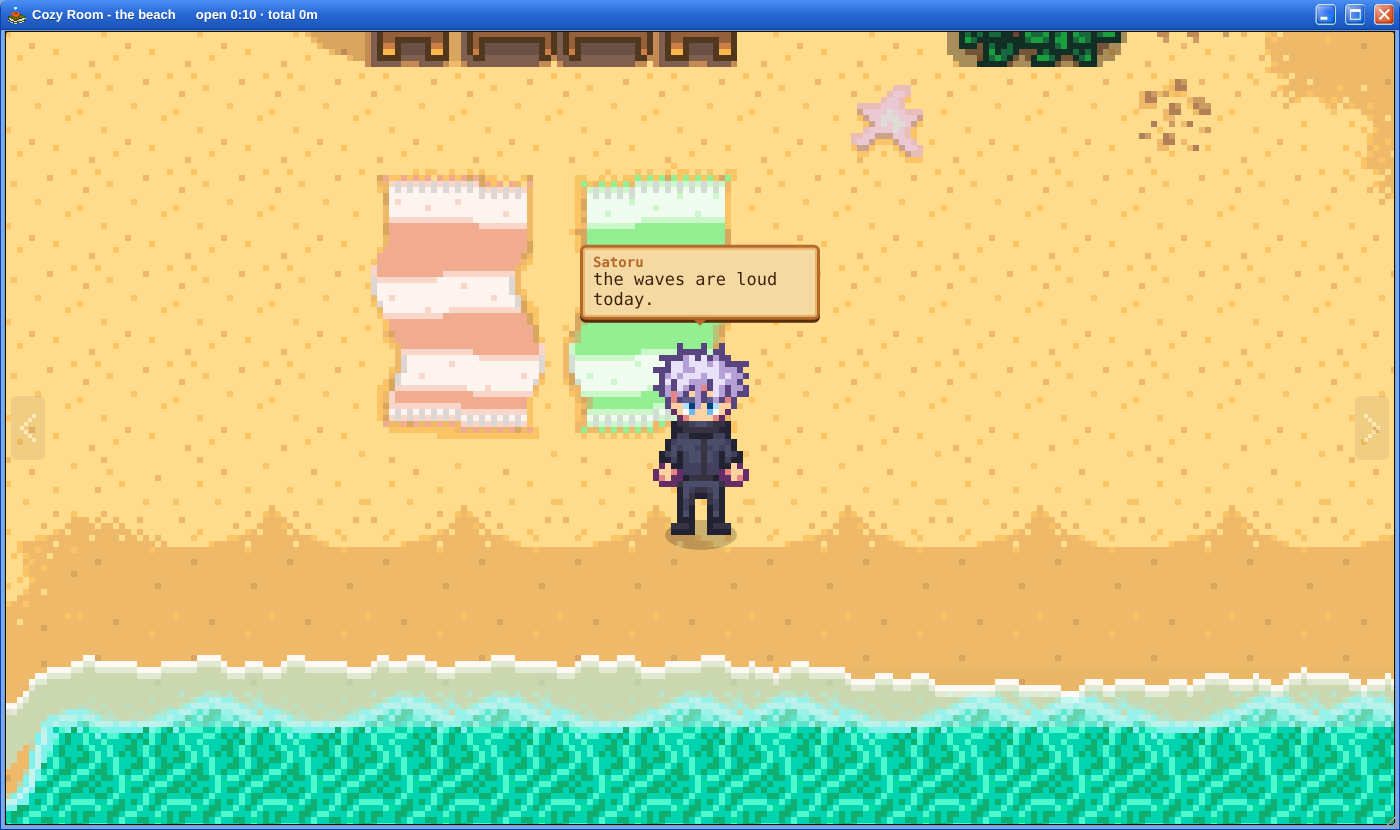 Cozy Room - the beach open 0:10 · total 0m
Satoru
the waves are loud
today.